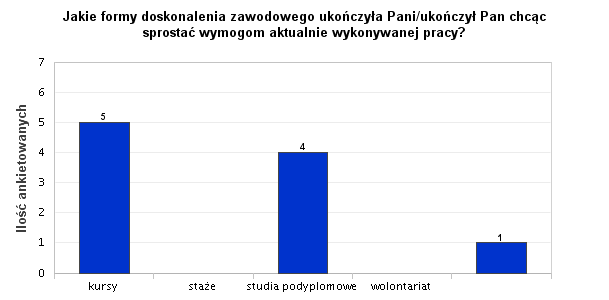 Jakie formy doskonalenia zawodowego ukończyła Pani/ukończył Pan chcąc
sprostać wymogom aktualnie wykonywanej pracy?
Ilość ankietowanych
7
6
5
4
3
2
1
0
5
4
1
kursy staże studia podyplomowe wolontariat